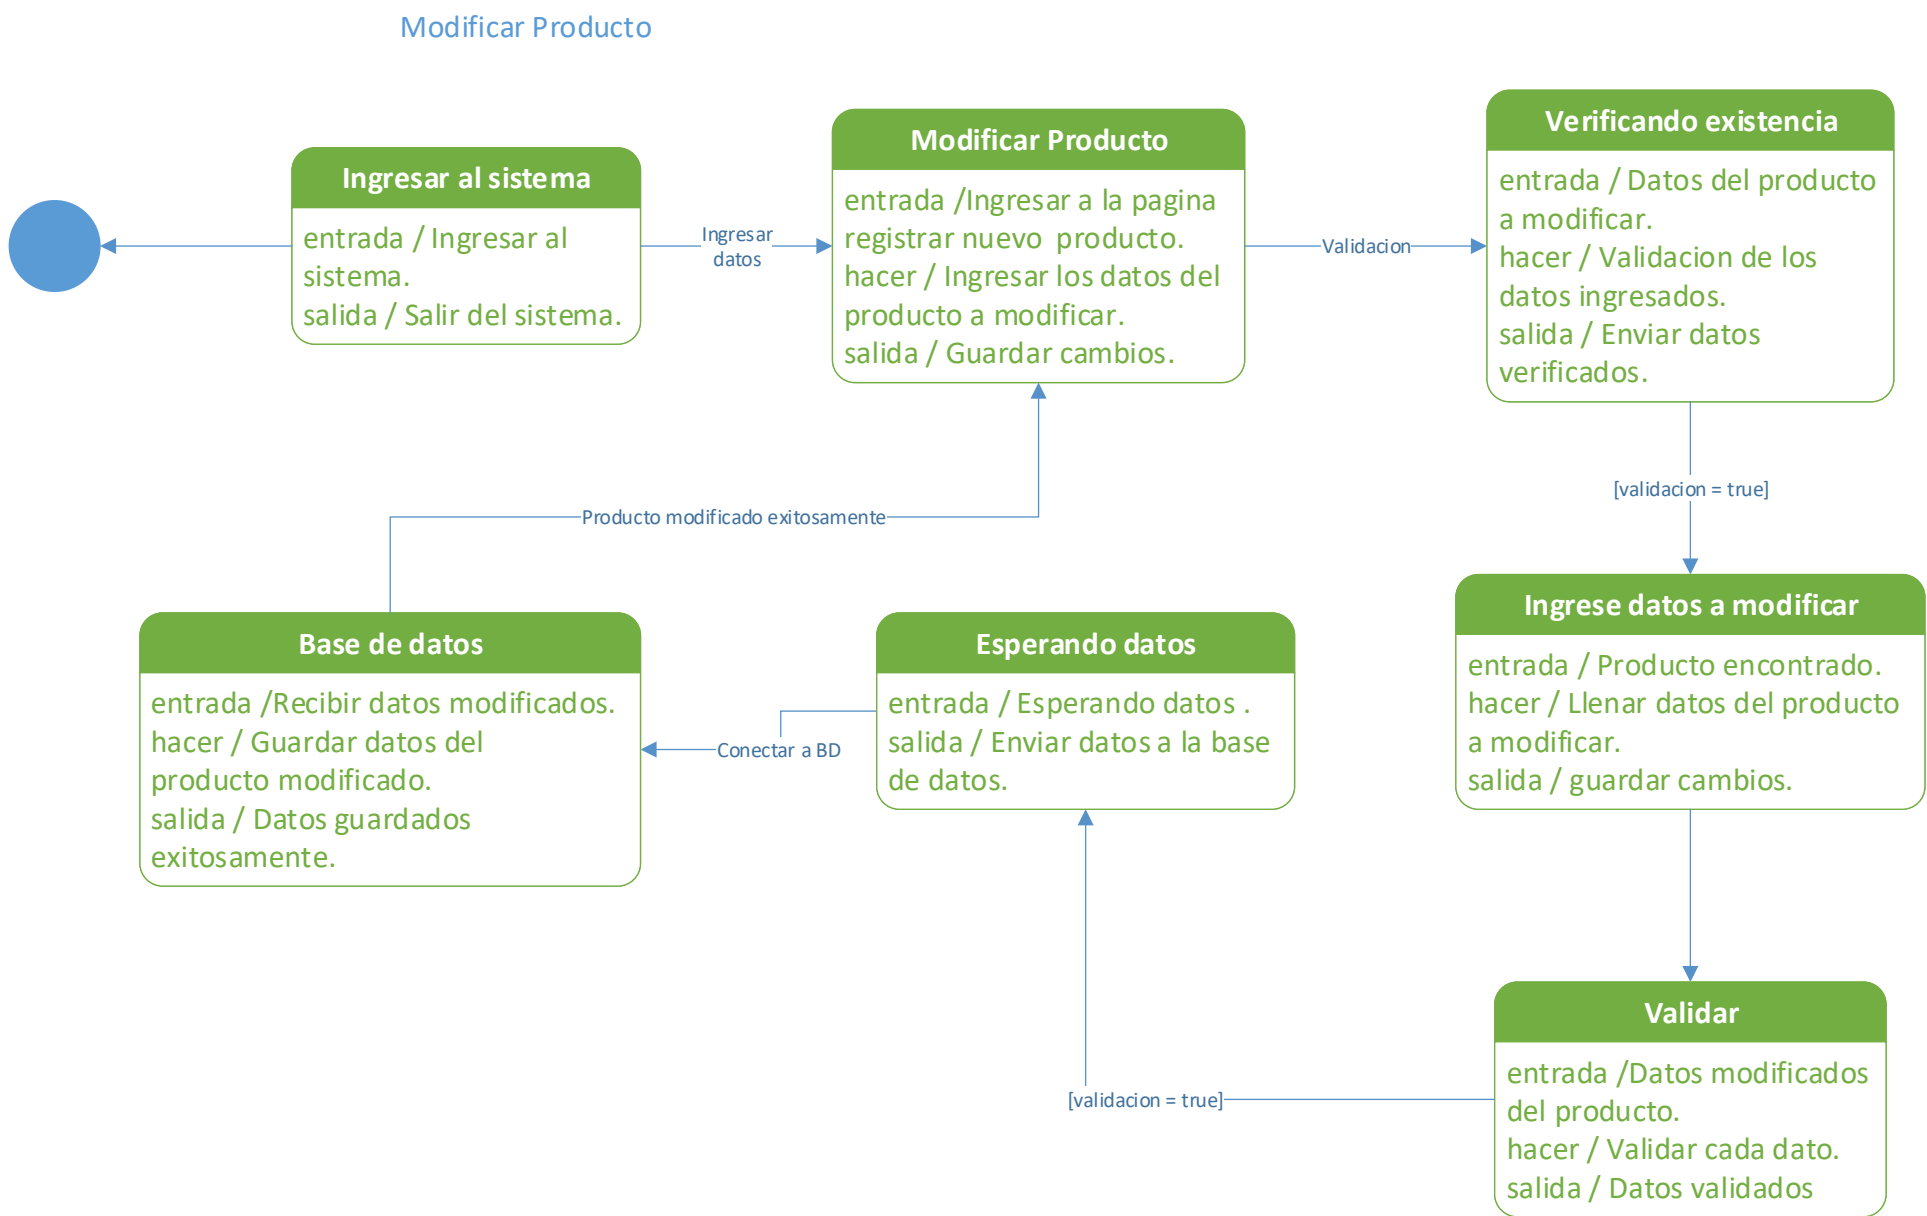 Modificar Producto
Ingresar al sistema
entrada / Ingresar al
sistema.
salida / Salir del sistema.
Ingresar
datos
Modificar Producto
entrada /Ingresar a la pagina
registrar nuevo producto.
hacer / Ingresar los datos del
producto a modificar.
salida / Guardar cambios.
Validacion
Verificando existencia
entrada / Datos del producto
a modificar.
hacer / Validacion de los
datos ingresados.
salida / Enviar datos
verificados.
[validacion = true]
Producto modificado exitosamente
Base de datos
entrada /Recibir datos modificados.
hacer / Guardar datos del
producto modificado.
salida / Datos guardados
exitosamente.
Conectar a BD
Esperando datos
entrada / Esperando datos .
salida / Enviar datos a la base
de datos.
Ingrese datos a modificar
entrada / Producto encontrado.
hacer / Llenar datos del producto
a modificar.
salida / guardar cambios.
[validacion = true]
Validar
entrada /Datos modificados
del producto.
hacer / Validar cada dato.
salida / Datos validados